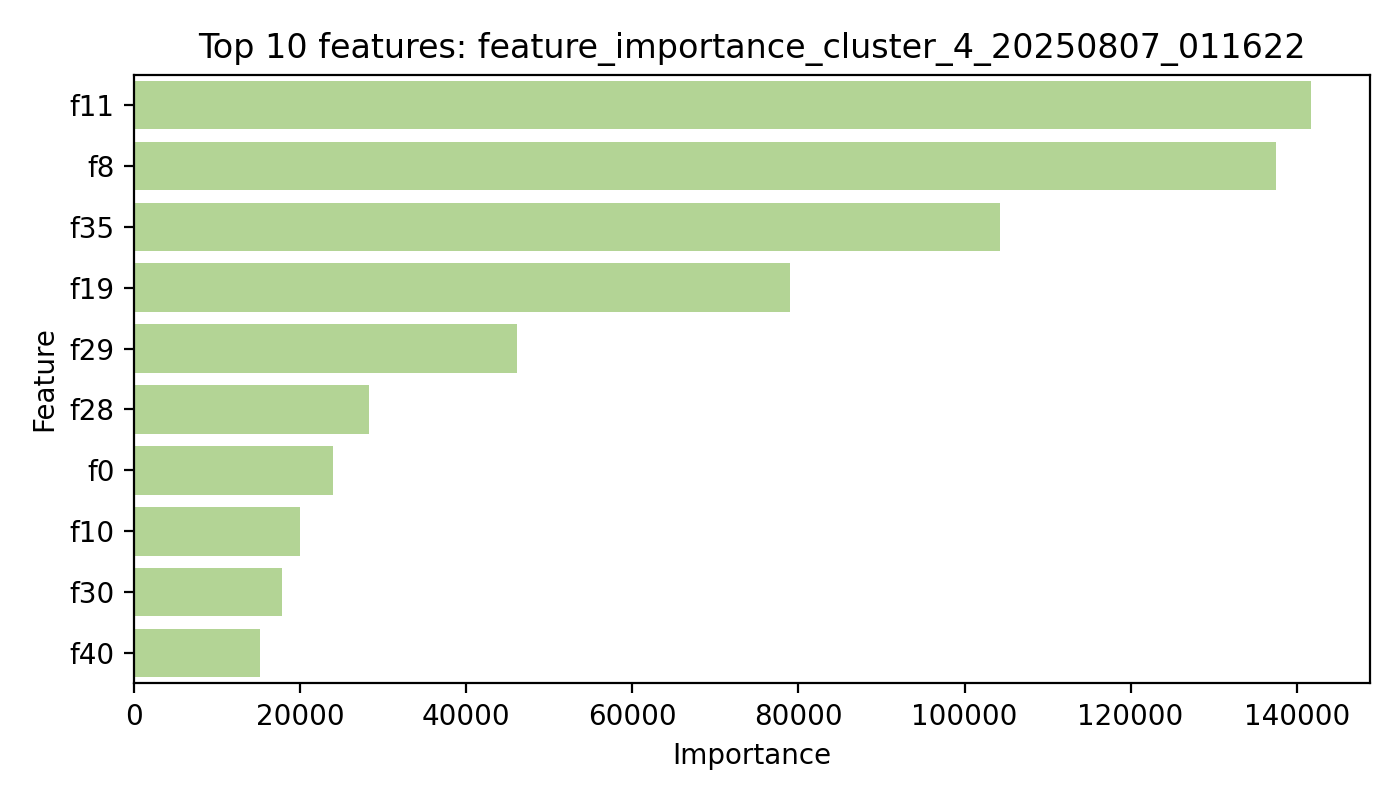 Top 10 features: feature_importance_cluster_4_20250807_011622
f11
f8
f35
f19
f29
f28
f0
f10
f30
f40
Feature
0 20000 40000 60000 80000 100000 120000 140000
Importance